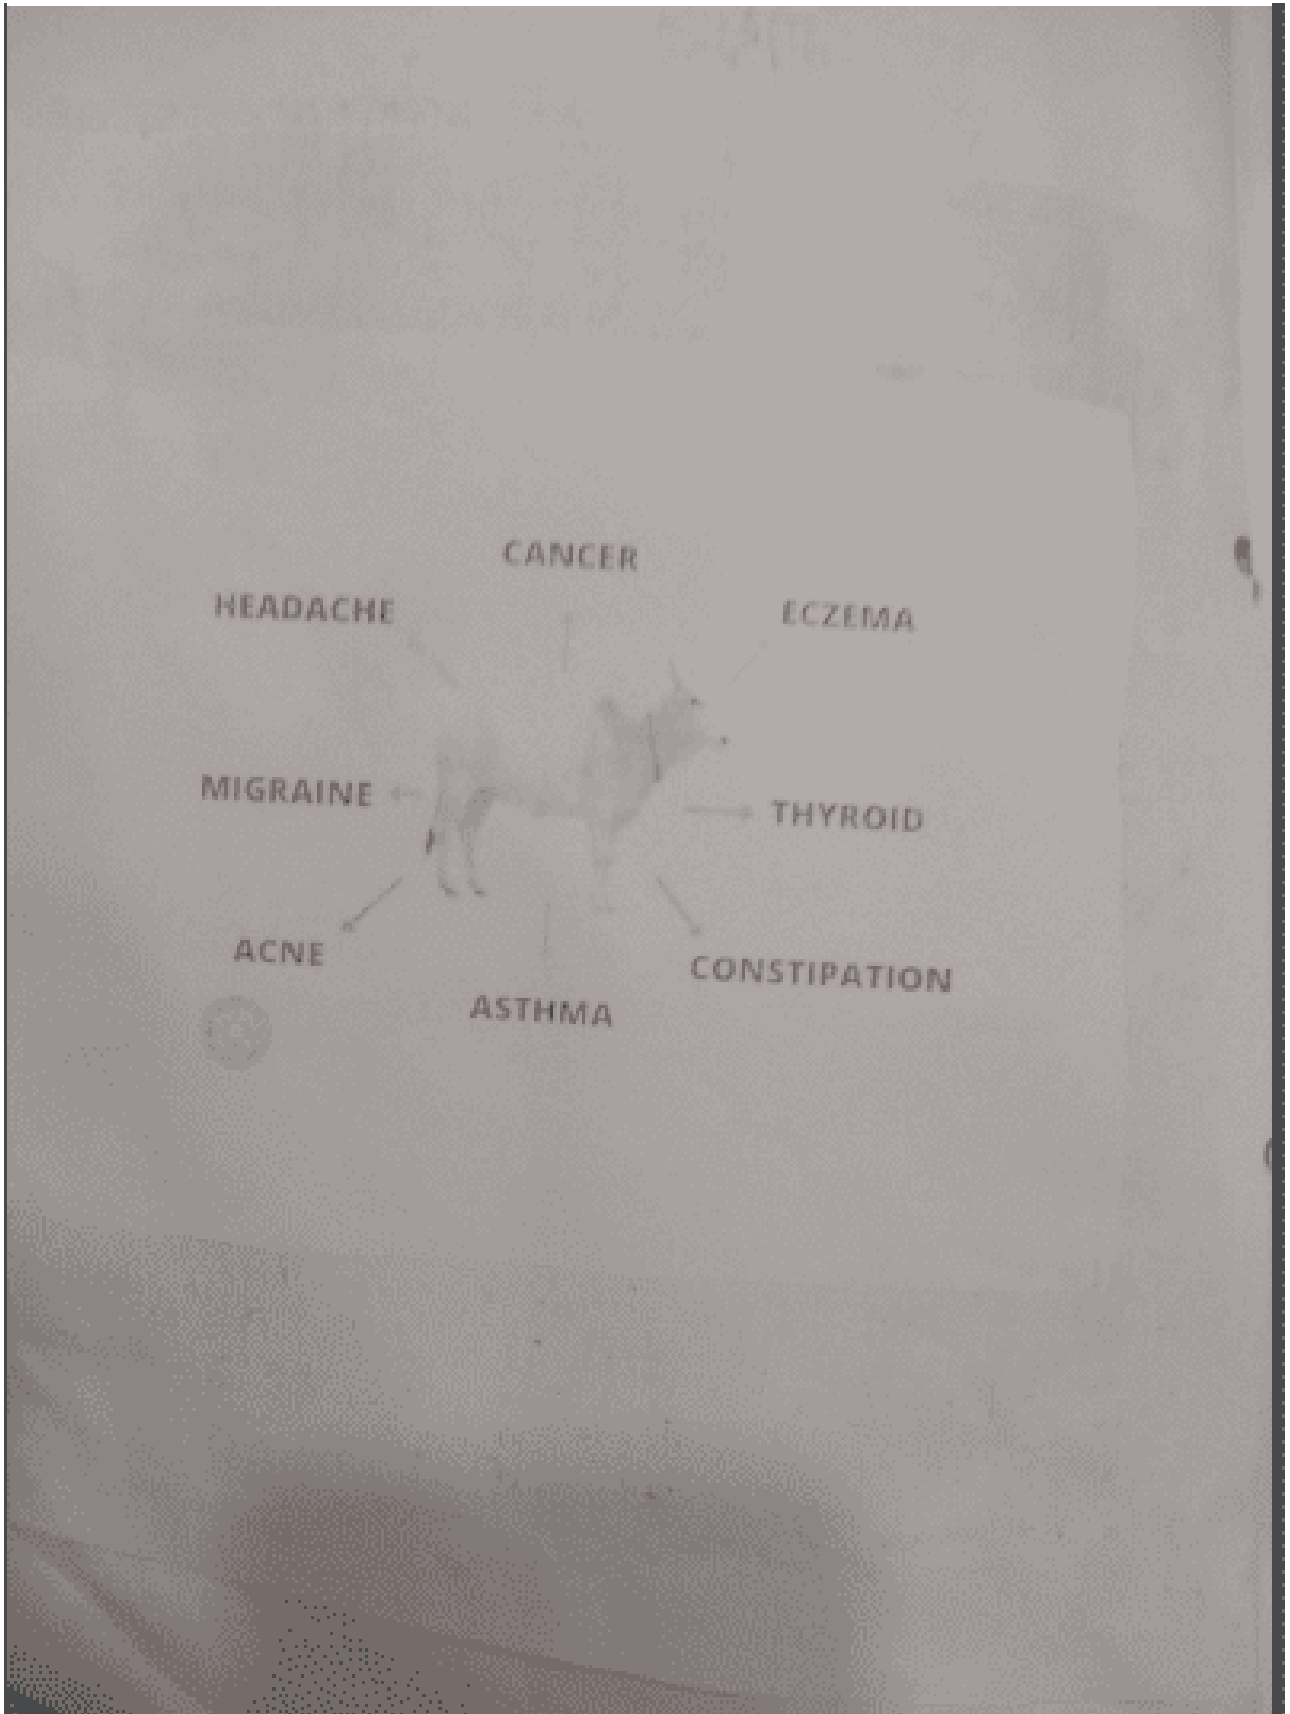 CANCER
HEADACHE
ECZEMA
MIGRAINE
THYROID
ACNE
CONSTIPATION
ASTHMA